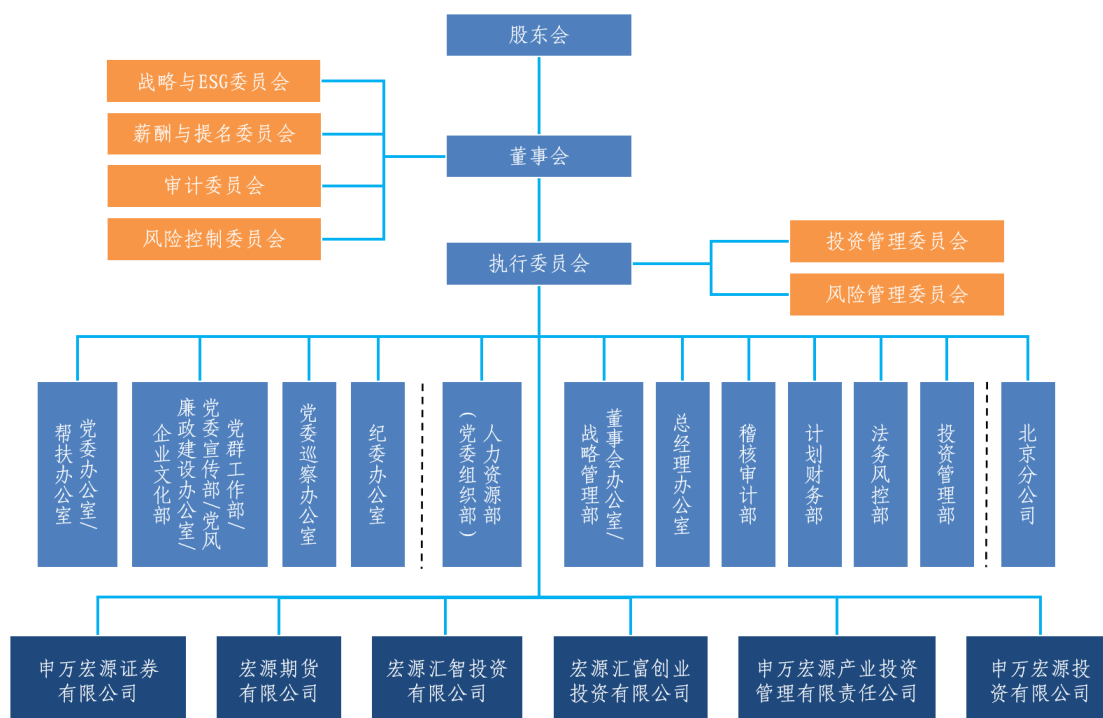 股东会
战略与ESG委员会
薪酬与提名委员会
董事会
审计委员会
风险控制委员会
投资管理委员会
执行委员会
风险管理委员会
党委办公室/
帮扶办公室
党群工作部/
党委宣传部/党风
廉政建设办公室/
企业文化部
党委巡察办公室
纪委办公室
人力资源部
(党委组织部)
董事会办公室/
战略管理部
总经理办公室
稽核审计部
计划财务部
法务风控部
投资管理部
北京分公司
申万宏源证券
有限公司
宏源期货
有限公司
宏源汇智投资
有限公司
宏源汇富创业
投资有限公司
申万宏源产业投资
管理有限责任公司
申万宏源投
资有限公司